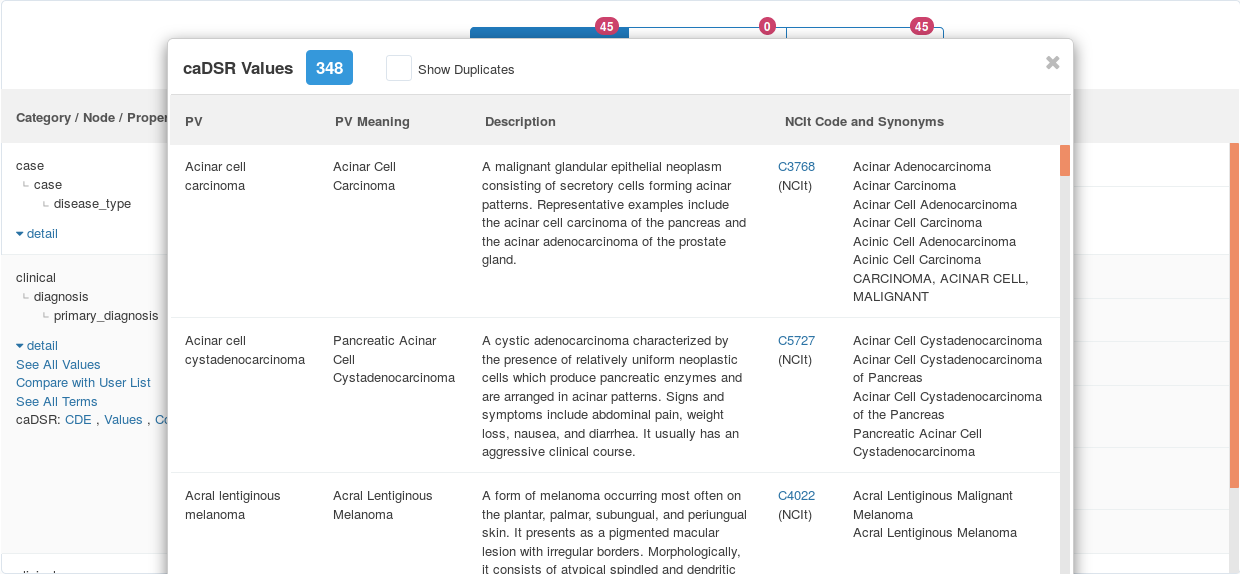 45
0
45
caDSR Values 348 Show Duplicates ✖
Category / Node / Proper
PV PV Meaning Description NCIt Code and Synonyms
case
case
disease_type
detail
clinical
diagnosis
primary_diagnosis
detail
See All Values
Compare with User List
See All Terms
caDSR: CDE , Values , Co
Acinar cell
carcinoma
Acinar Cell
Carcinoma
A malignant glandular epithelial neoplasm
consisting of secretory cells forming acinar
patterns. Representative examples include
the acinar cell carcinoma of the pancreas and
the acinar adenocarcinoma of the prostate
gland.
C3768
(NCIt)
Acinar Adenocarcinoma
Acinar Carcinoma
Acinar Cell Adenocarcinoma
Acinar Cell Carcinoma
Acinic Cell Adenocarcinoma
Acinic Cell Carcinoma
CARCINOMA, ACINAR CELL,
MALIGNANT
Acinar cell
cystadenocarcinoma
Pancreatic Acinar
Cell
Cystadenocarcinoma
A cystic adenocarcinoma characterized by
the presence of relatively uniform neoplastic
cells which produce pancreatic enzymes and
are arranged in acinar patterns. Signs and
symptoms include abdominal pain, weight
loss, nausea, and diarrhea. It usually has an
aggressive clinical course.
C5727
(NCIt)
Acinar Cell Cystadenocarcinoma
Acinar Cell Cystadenocarcinoma
of Pancreas
Acinar Cell Cystadenocarcinoma
of the Pancreas
Pancreatic Acinar Cell
Cystadenocarcinoma
Acral lentiginous
melanoma
Acral Lentiginous
Melanoma
A form of melanoma occurring most often on
the plantar, palmar, subungual, and periungual
skin. It presents as a pigmented macular
lesion with irregular borders. Morphologically,
it consists of atypical spindled and dendritic
C4022
(NCIt)
Acral Lentiginous Malignant
Melanoma
Acral Lentiginous Melanoma